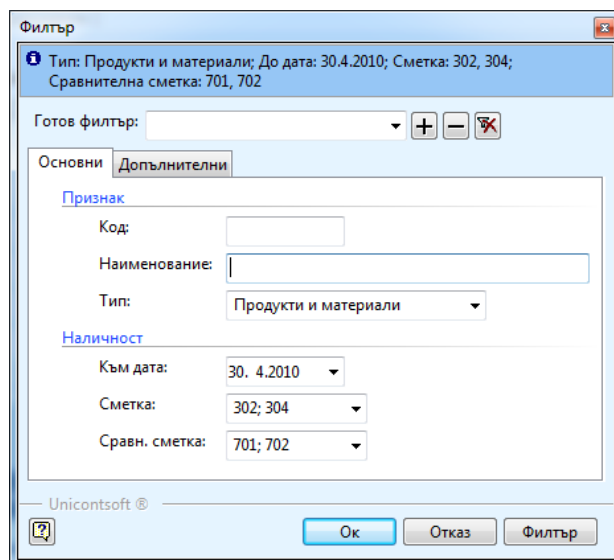 Филтър
Тип: Продукти и материали; До дата: 30.4.2010; Сметка: 302, 304;
Сравнителна сметка: 701, 702
Готов филтър:
Основни Допълнителни
Признак
Код:
Наименование:
Тип: Продукти и материали
Наличност
Към дата: 30. 4.2010
Сметка: 302; 304
Сравн. сметка: 701; 702
Unicontsoft ®
Ок Отказ Филтър